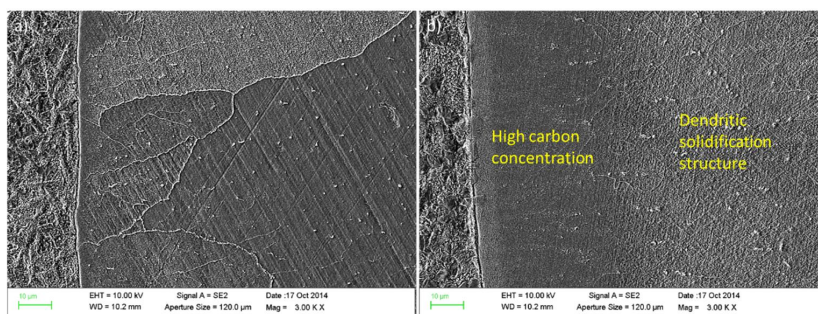 a)
10 µm
EHT = 10.00 kV
Signal A = SE2
Date :17 Oct 2014
WD = 10.2 mm
Aperture Size = 120.0 µm
Mag = 3.00 K X
b)
High carbon
concentration
Dendritic
solidification
structure
10 µm
EHT = 10.00 kV
Signal A = SE2
Date :17 Oct 2014
WD = 10.2 mm
Aperture Size = 120.0 µm
Mag = 3.00 K X